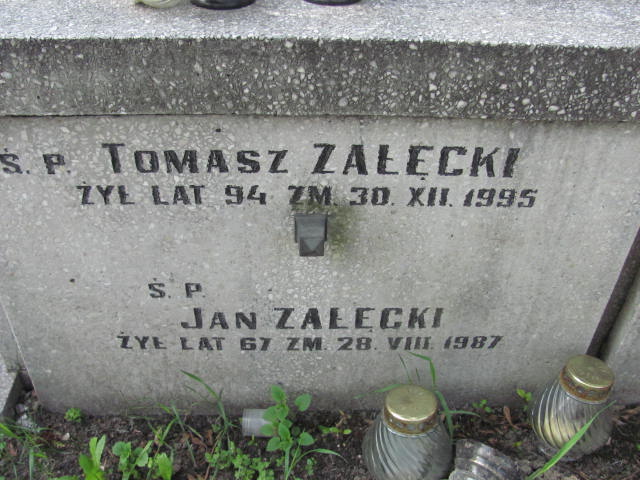 Ś. P. TOMASZ ZAŁĘCKI
ŻYŁ LAT 94 ZM. 30. XII. 1995
Ś. P.
JAN ZAŁĘCKI
ŻYŁ LAT 67 ZM. 28. VIII. 1987